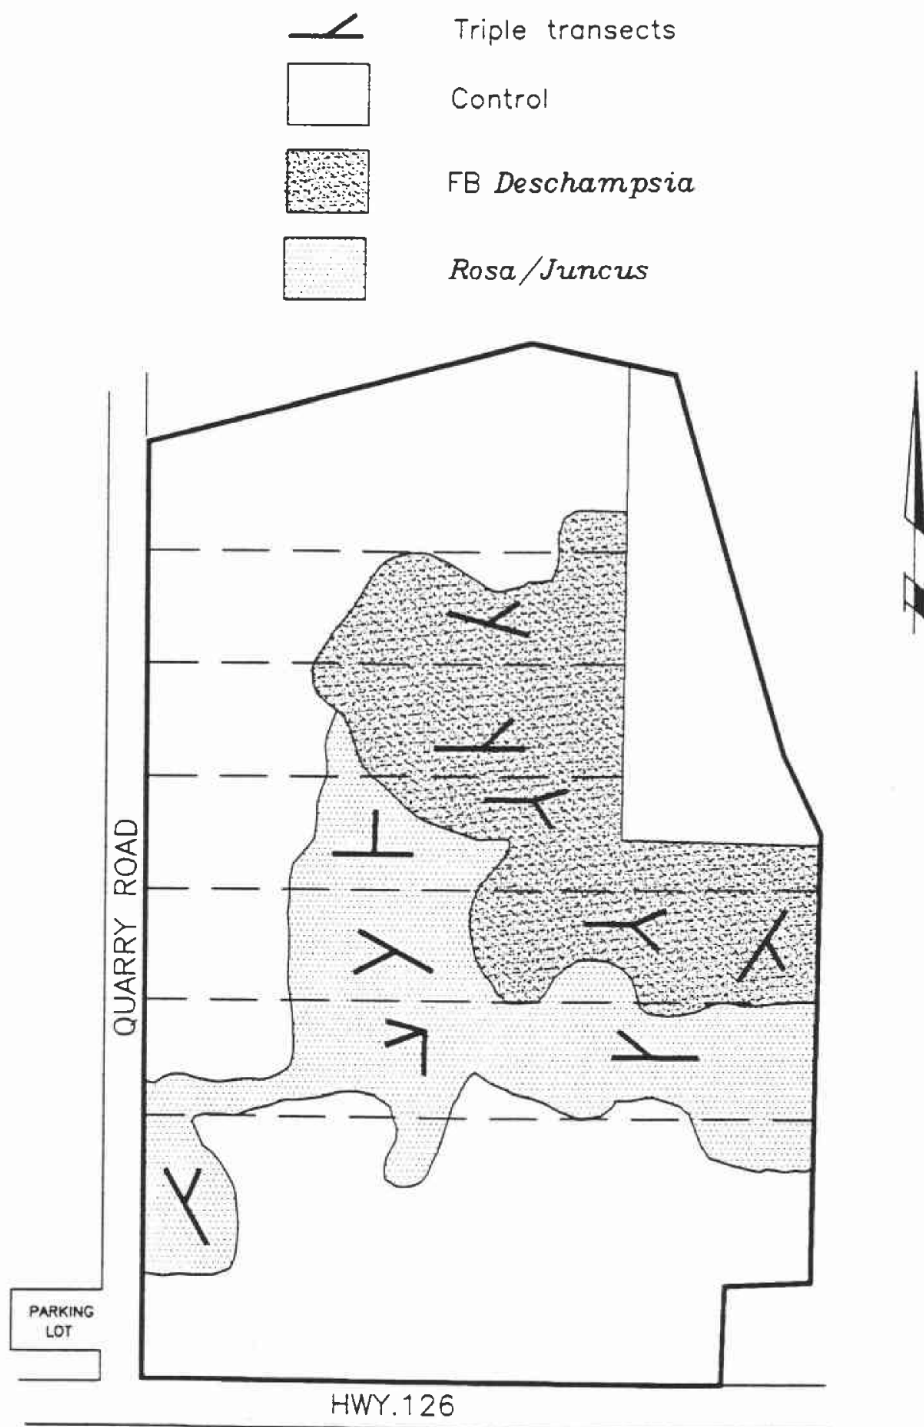 Triple transects
Control
FB Deschampsia
Rosa/Juncus
QUARRY ROAD
PARKING
LOT
HWY.126